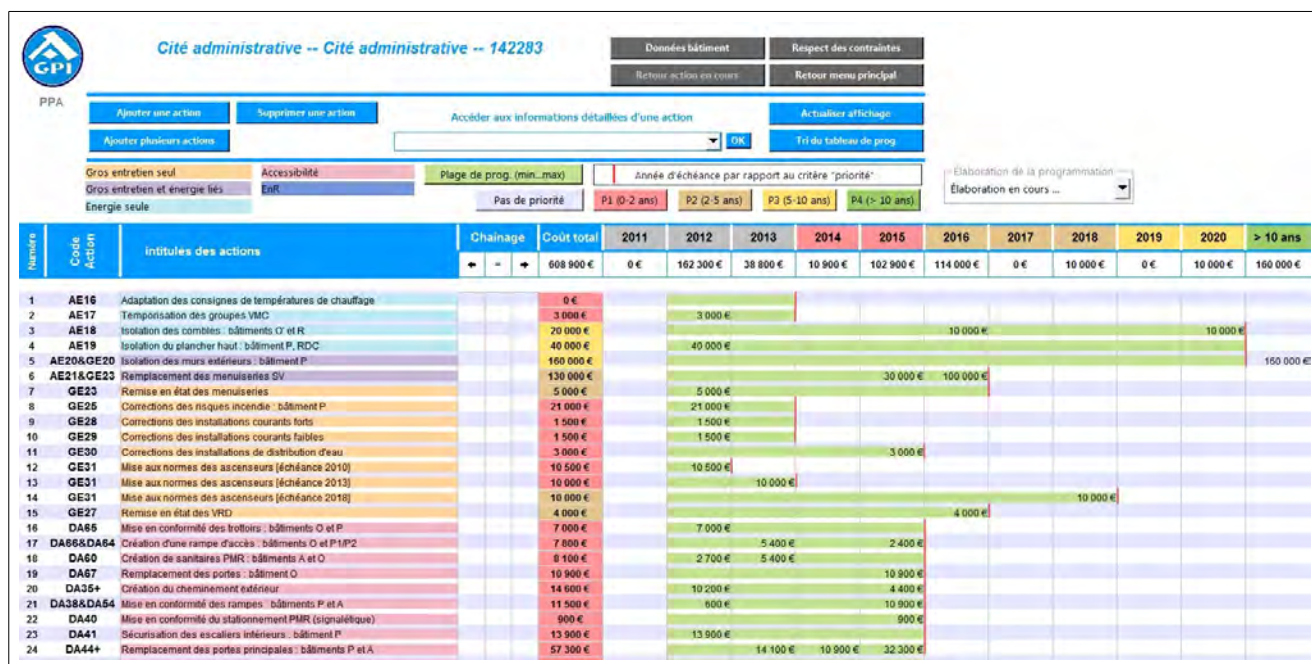 GPI
PPA
Cité administrative -- Cité administrative -- 142283
Données bâtiment Respect des contraintes
Retour action en cours Retour menu principal
Ajouter une action Supprimer une action Accéder aux informations détaillées d'une action Actualiser affichage
Ajouter plusieurs actions OK Tri du tableau de prog.
Gros entretien seul Accessibilité Plage de prog. (min...max) Année d'échéance par rapport au critère "priorité" Élaboration de la programmation
Gros entretien et énergie liés EnR Pas de priorité P1 (0-2 ans) P2 (2-5 ans) P3 (5-10 ans) P4 (> 10 ans) Élaboration en cours ...
Energie seule
Numéro Code Action intitulés des actions Chainage Coût total 2011 2012 2013 2014 2015 2016 2017 2018 2019 2020 > 10 ans
608 900 € 0 € 162 300 € 38 800 € 10 900 € 102 900 € 114 000 € 0 € 10 000 € 0 € 10 000 € 160 000 €
1 AE16 Adaptation des consignes de températures de chauffage 0 €
2 AE17 Temporisation des groupes VMC 3 000 € 3 000 €
3 AE18 Isolation des combles : bâtiments O et R 20 000 € 10 000 € 10 000 €
4 AE19 Isolation du plancher haut : bâtiment P, RDC 40 000 € 40 000 €
5 AE20&GE20 Isolation des murs extérieurs : bâtiment P 160 000 € 160 000 €
6 AE21&GE23 Remplacement des menuiseries SV 130 000 € 30 000 € 100 000 €
7 GE23 Remise en état des menuiseries 5 000 € 5 000 €
8 GE25 Corrections des risques incendie : bâtiment P 21 000 € 21 000 €
9 GE28 Corrections des installations courants forts 1 500 € 1 500 €
10 GE29 Corrections des installations courants faibles 1 500 € 1 500 €
11 GE30 Corrections des installations de distribution d'eau 3 000 € 3 000 €
12 GE31 Mise aux normes des ascenseurs [échéance 2010] 10 500 € 10 500 €
13 GE31 Mise aux normes des ascenseurs [échéance 2013] 10 000 € 10 000 €
14 GE31 Mise aux normes des ascenseurs [échéance 2018] 10 000 € 10 000 €
15 GE27 Remise en état des VRD 4 000 € 4 000 €
16 DA65 Mise en conformité des trottoirs : bâtiments O et P 7 000 € 7 000 €
17 DA66&DA64 Création d'une rampe d'accès : bâtiments O et P1/P2 7 800 € 5 400 € 2 400 €
18 DA60 Création de sanitaires PMR : bâtiments A et O 8 100 € 2 700 € 5 400 €
19 DA67 Remplacement des portes : bâtiment O 10 900 € 10 900 €
20 DA35+ Création du cheminement extérieur 14 600 € 10 200 € 4 400 €
21 DA38&DA54 Mise en conformité des rampes : bâtiments P et A 11 500 € 600 € 10 900 €
22 DA40 Mise en conformité du stationnement PMR (signalétique) 900 € 900 €
23 DA41 Sécurisation des escaliers intérieurs : bâtiment P 13 900 € 13 900 €
24 DA44+ Remplacement des portes principales : bâtiments P et A 57 300 € 14 100 € 10 900 € 32 300 €